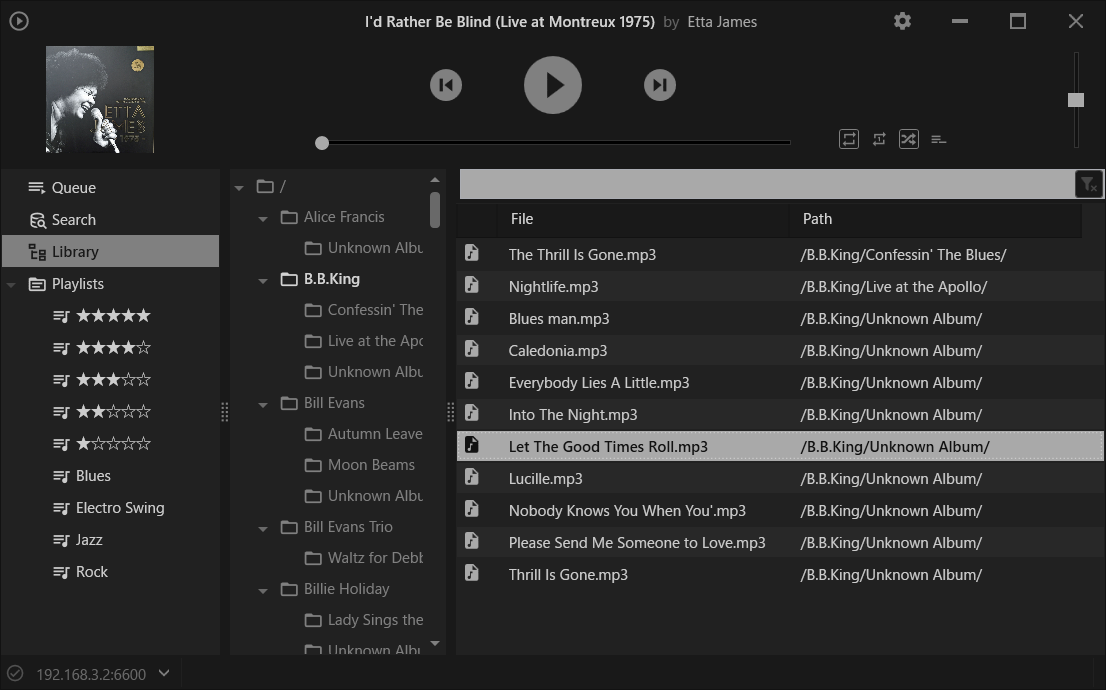 I'd Rather Be Blind (Live at Montreux 1975) by Etta James
ETTA
JAMES
Queue
Search
Library
Playlists
★★★★★
★★★★☆
★★★☆☆
★★☆☆☆
★☆☆☆☆
Blues
Electro Swing
Jazz
Rock
/
Alice Francis
Unknown Albu
B.B.King
Confessin' The
Live at the Apo
Unknown Albu
Bill Evans
Autumn Leave
Moon Beams
Unknown Albu
Bill Evans Trio
Waltz for Debb
Billie Holiday
Lady Sings the
Unknown Albu
File Path
The Thrill Is Gone.mp3 /B.B.King/Confessin' The Blues/
Nightlife.mp3 /B.B.King/Live at the Apollo/
Blues man.mp3 /B.B.King/Unknown Album/
Caledonia.mp3 /B.B.King/Unknown Album/
Everybody Lies A Little.mp3 /B.B.King/Unknown Album/
Into The Night.mp3 /B.B.King/Unknown Album/
Let The Good Times Roll.mp3 /B.B.King/Unknown Album/
Lucille.mp3 /B.B.King/Unknown Album/
Nobody Knows You When You'.mp3 /B.B.King/Unknown Album/
Please Send Me Someone to Love.mp3 /B.B.King/Unknown Album/
Thrill Is Gone.mp3 /B.B.King/Unknown Album/
192.168.3.2:6600